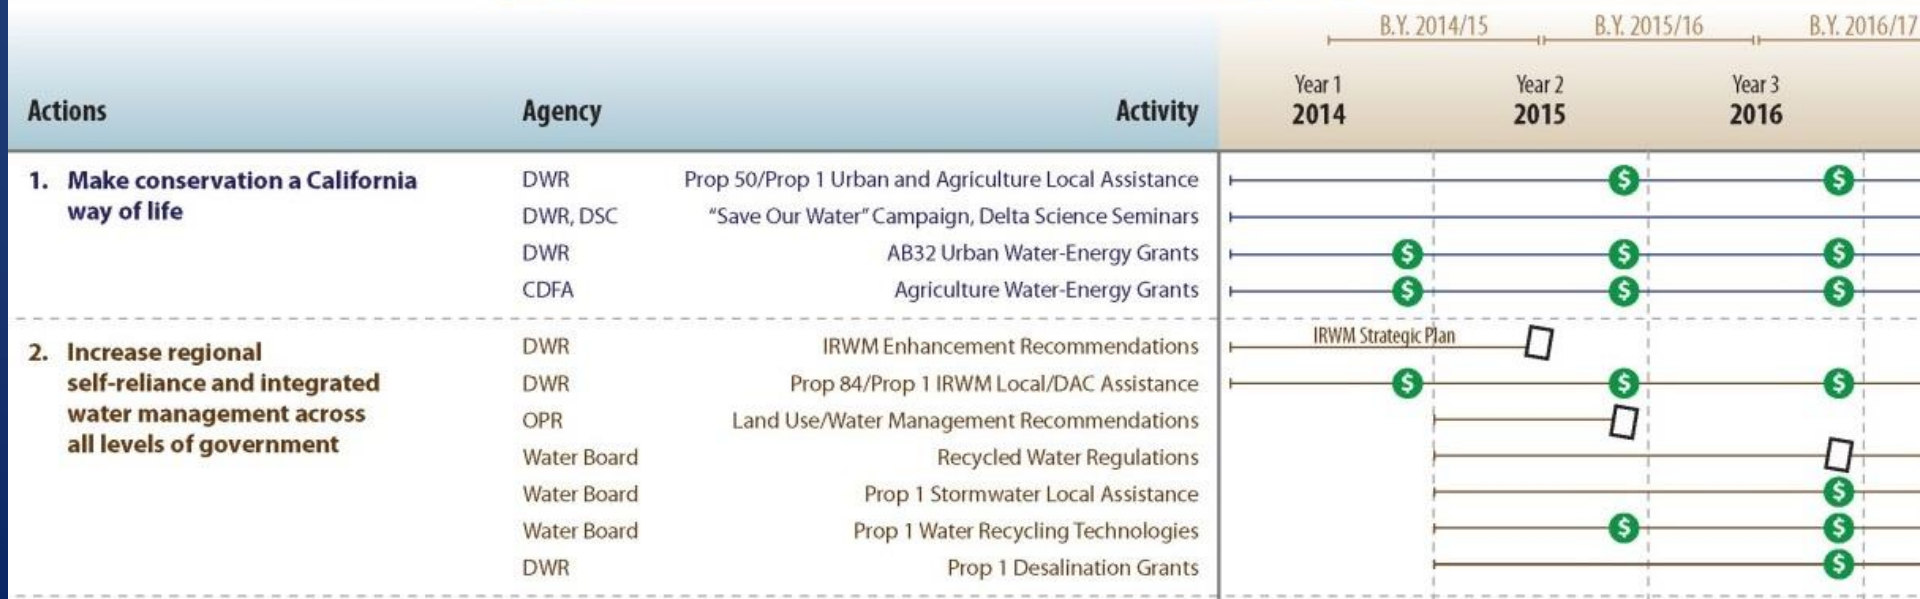 B.Y. 2014/15 B.Y. 2015/16 B.Y. 2016/17
Year 1 Year 2 Year 3
Actions Agency Activity 2014 2015 2016
1. Make conservation a California DWR Prop 50/Prop 1 Urban and Agriculture Local Assistance $ $
way of life DWR, DSC "Save Our Water" Campaign, Delta Science Seminars
DWR AB32 Urban Water-Energy Grants $ $ $
CDFA Agriculture Water-Energy Grants $ $ $
2. Increase regional DWR IRWM Enhancement Recommendations IRWM Strategic Plan
self-reliance and integrated DWR Prop 84/Prop 1 IRWM Local/DAC Assistance $ $ $
water management across OPR Land Use/Water Management Recommendations
all levels of government Water Board Recycled Water Regulations
Water Board Prop 1 Stormwater Local Assistance $
Water Board Prop 1 Water Recycling Technologies $ $
DWR Prop 1 Desalination Grants $